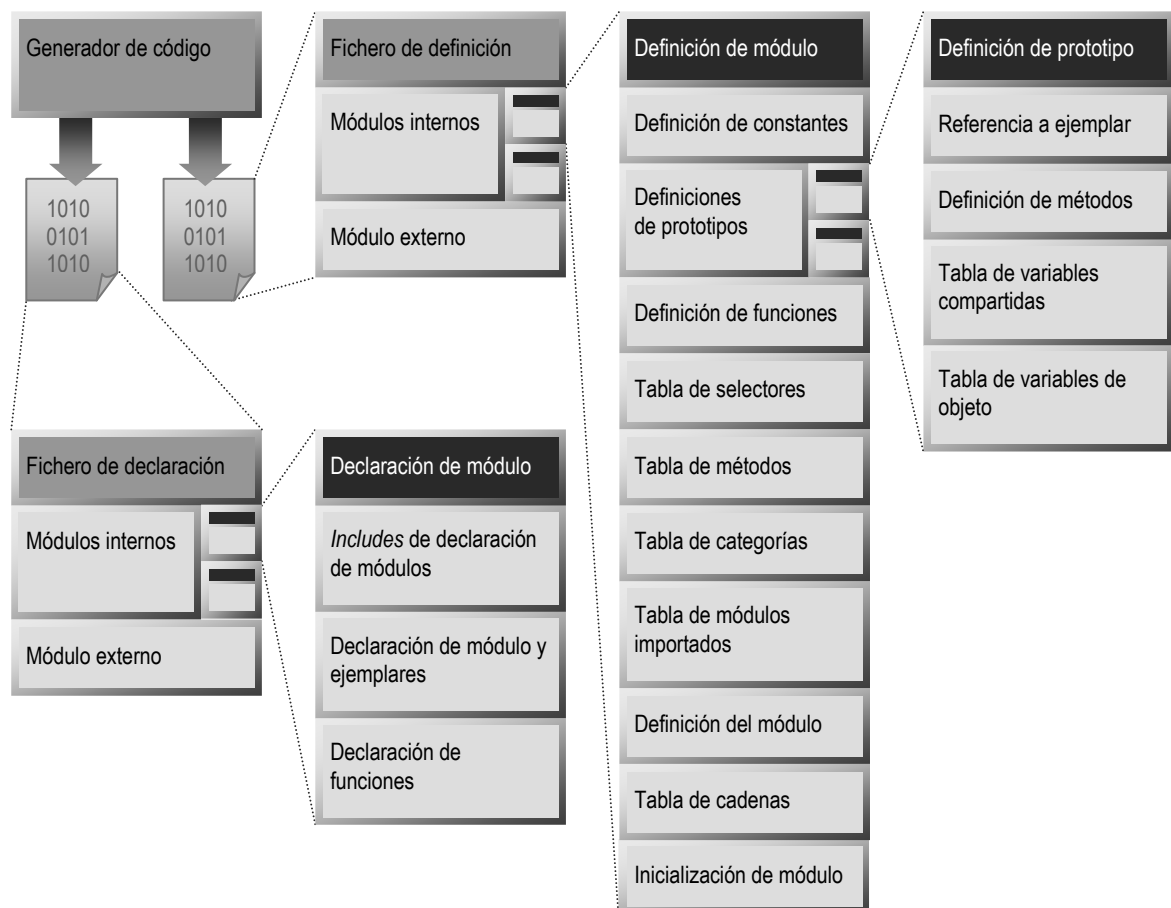 Generador de código
1010
0101
1010
1010
0101
1010
Fichero de definición
Módulos internos
Módulo externo
Definición de módulo
Definición de constantes
Definiciones
de prototipos
Definición de funciones
Tabla de selectores
Tabla de métodos
Tabla de categorías
Tabla de módulos
importados
Definición del módulo
Tabla de cadenas
Inicialización de módulo
Definición de prototipo
Referencia a ejemplar
Definición de métodos
Tabla de variables
compartidas
Tabla de variables de
objeto
Fichero de declaración
Módulos internos
Módulo externo
Declaración de módulo
Includes de declaración
de módulos
Declaración de módulo y
ejemplares
Declaración de
funciones